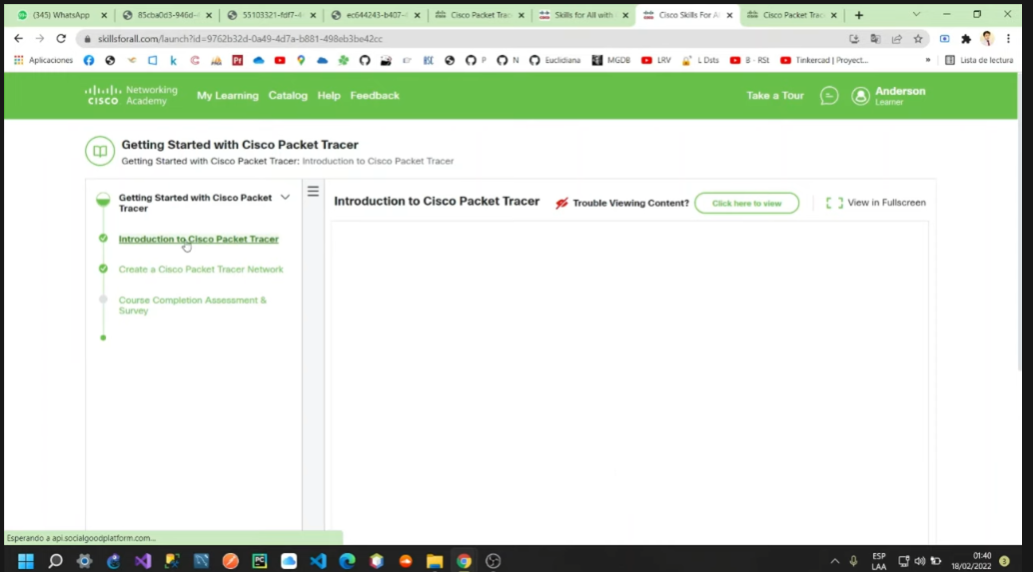 (345) WhatsApp
85cba0d3-946d-
55103321-fdf7-4
ec644243-b407-
Cisco Packet Trac
Skills for All with
Cisco Skills For Al
Cisco Packet Trac
skillsforall.com/launch?id=9762b32d-0a49-4d7a-b881-498eb3be42cc
Aplicaciones
P
N
Euclidiana
MGDB
LRV
L Dsts
B - RSt
Tinkercad | Proyect...
»
Lista de lectura
CISCO
Networking
Academy
My Learning
Catalog
Help
Feedback
Take a Tour
Anderson
Learner
Getting Started with Cisco Packet Tracer
Getting Started with Cisco Packet Tracer: Introduction to Cisco Packet Tracer
Getting Started with Cisco Packet
Tracer
Introduction to Cisco Packet Tracer
Create a Cisco Packet Tracer Network
Course Completion Assessment &
Survey
Introduction to Cisco Packet Tracer
Trouble Viewing Content?
Click here to view
View in Fullscreen
Esperando a api.socialgoodplatform.com...
ESP
LAA
01:40
18/02/2022
3